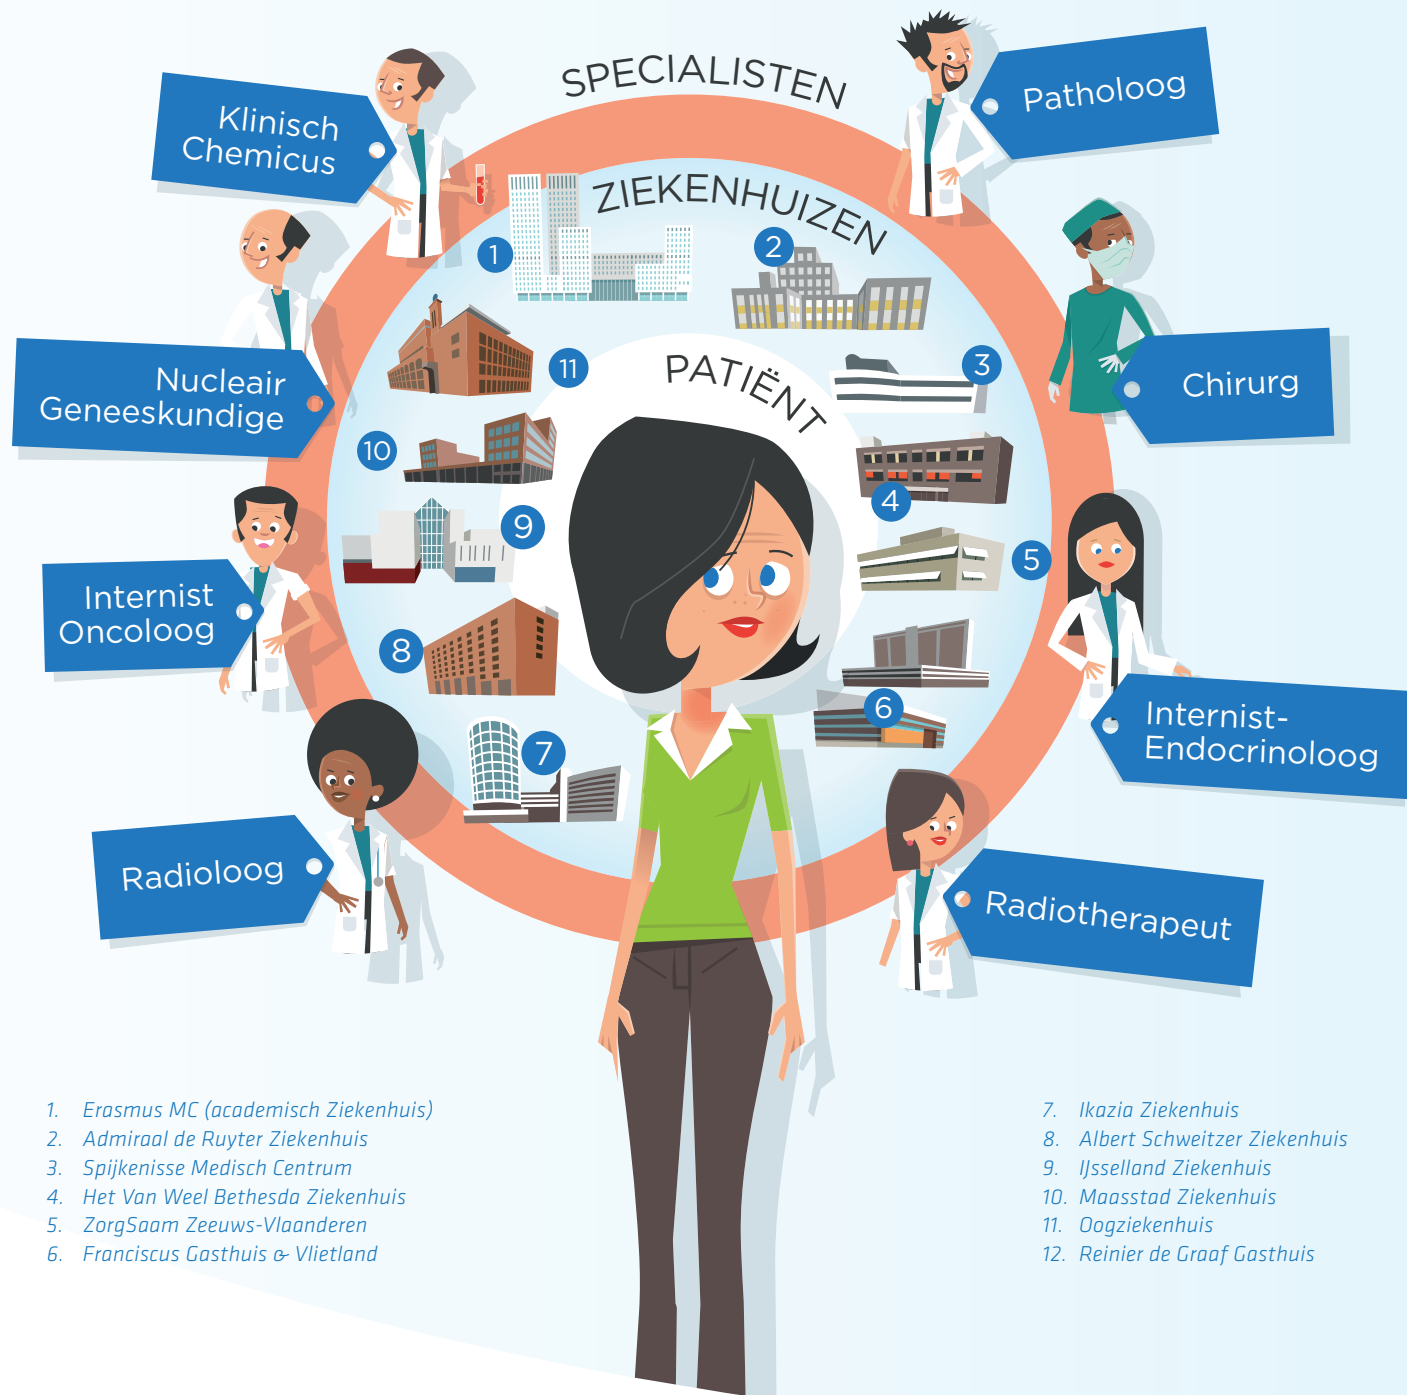 SPECIALISTEN
ZIEKENHUIZEN
PATIËNT
Klinisch
Chemicus
Patholoog
Nucleair
Geneeskundige
Chirurg
Internist
Oncoloog
Internist-
Endocrinoloog
Radioloog
Radiotherapeut
1
2
3
4
5
6
7
8
9
10
11
1. Erasmus MC (academisch Ziekenhuis)
2. Admiraal de Ruyter Ziekenhuis
3. Spijkenisse Medisch Centrum
4. Het Van Weel Bethesda Ziekenhuis
5. ZorgSaam Zeeuws-Vlaanderen
6. Franciscus Gasthuis & Vlietland
7. Ikazia Ziekenhuis
8. Albert Schweitzer Ziekenhuis
9. IJsselland Ziekenhuis
10. Maasstad Ziekenhuis
11. Oogziekenhuis
12. Reinier de Graaf Gasthuis